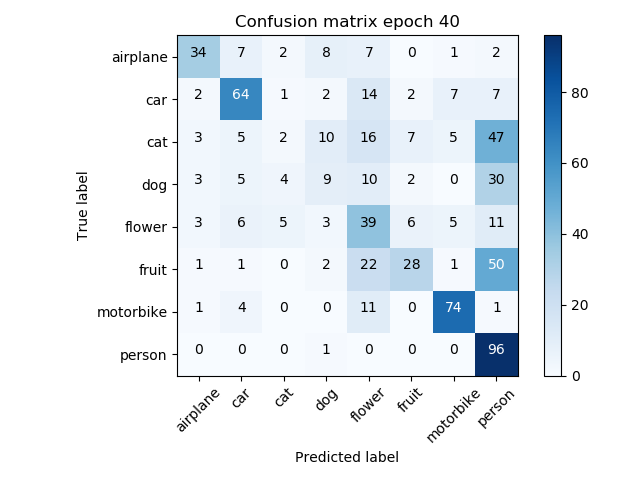 Confusion matrix epoch 40
airplane 34 7 2 8 7 0 1 2
car 2 64 1 2 14 2 7 7
cat 3 5 2 10 16 7 5 47
dog 3 5 4 9 10 2 0 30
flower 3 6 5 3 39 6 5 11
fruit 1 1 0 2 22 28 1 50
motorbike 1 4 0 0 11 0 74 1
person 0 0 0 1 0 0 0 96
True label
airplane car cat dog flower fruit motorbike person
Predicted label
80
60
40
20
0